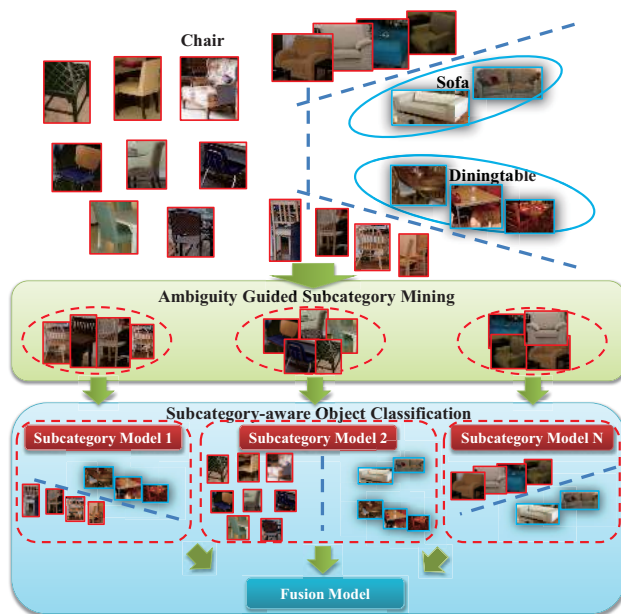 Chair
Sofa
Diningtable
Ambiguity Guided Subcategory Mining
Subcategory-aware Object Classification
Subcategory Model 1
Subcategory Model 2
Subcategory Model N
Fusion Model